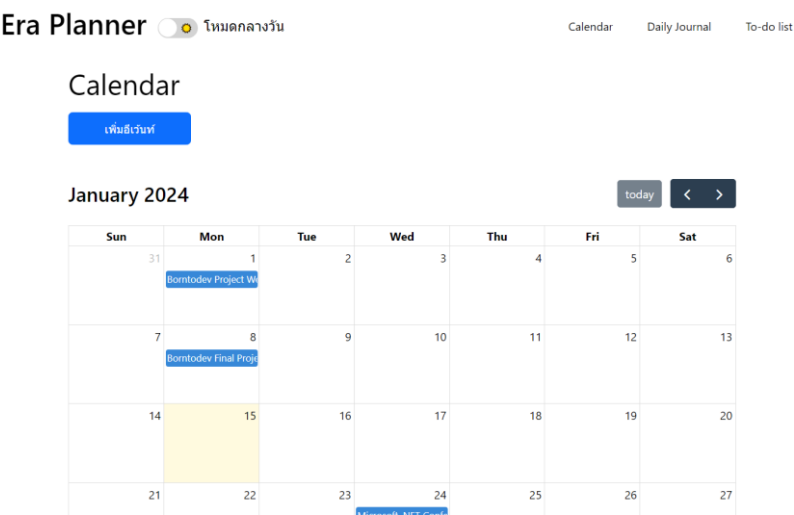 Era Planner โหมดกลางวัน Calendar Daily Journal To-do list
Calendar
เพิ่มอีเว้นท์
January 2024 today
Sun Mon Tue Wed Thu Fri Sat
31 1 2 3 4 5 6
Borntodev Project
7 8 9 10 11 12 13
Borntodev Final
14 15 16 17 18 19 20
21 22 23 24 25 26 27
Microsoft .NET